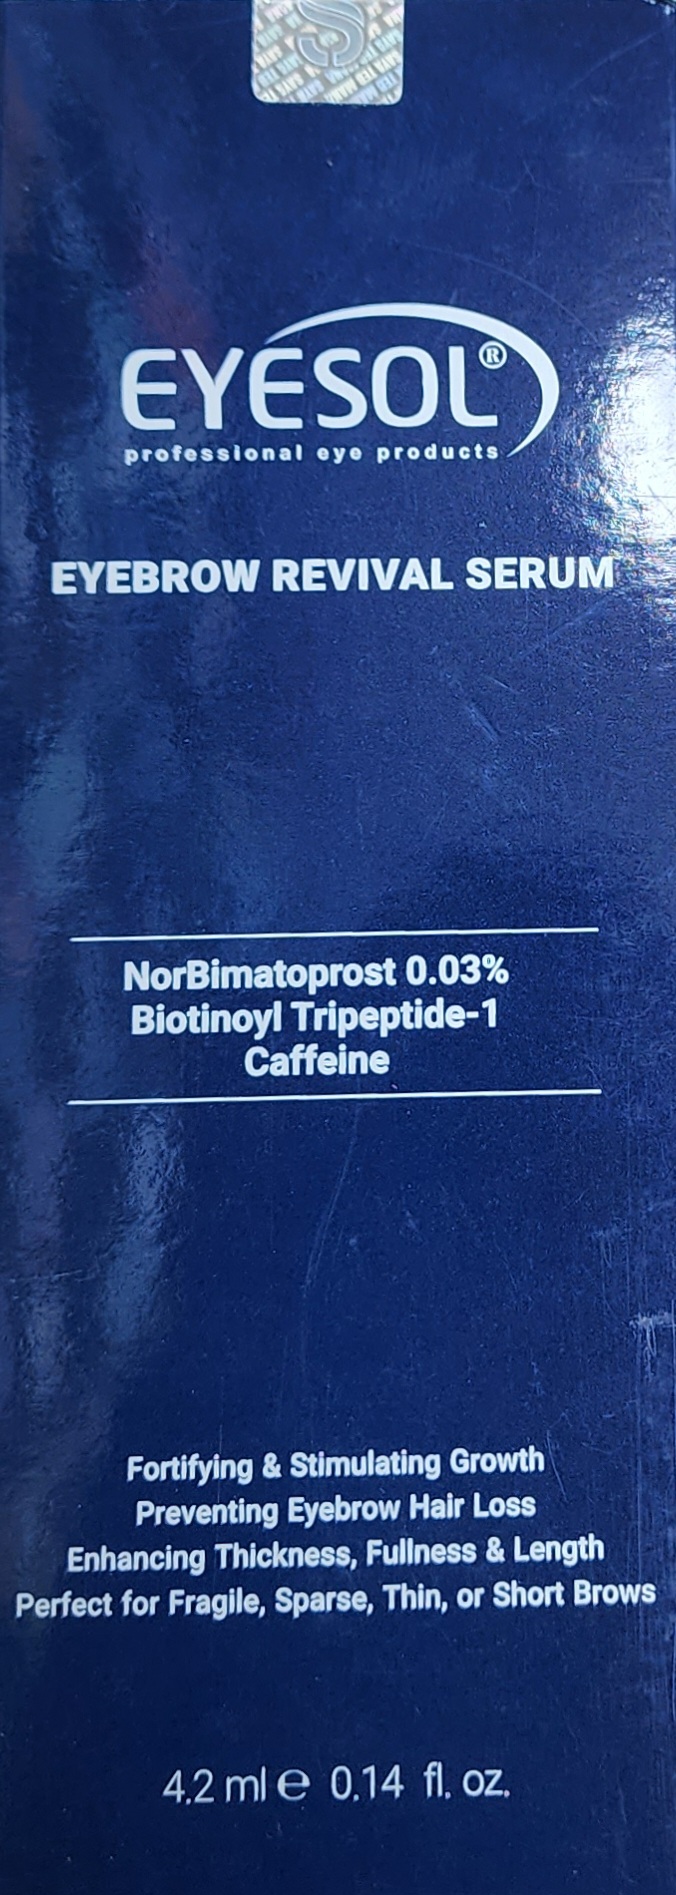 EYESOL®
professional eye products
EYEBROW REVIVAL SERUM
NorBimatoprost 0.03%
Biotinoyl Tripeptide-1
Caffeine
Fortifying & Stimulating Growth
Preventing Eyebrow Hair Loss
Enhancing Thickness, Fullness & Length
Perfect for Fragile, Sparse, Thin, or Short Brows
4.2 ml ℮ 0.14 fl. oz.